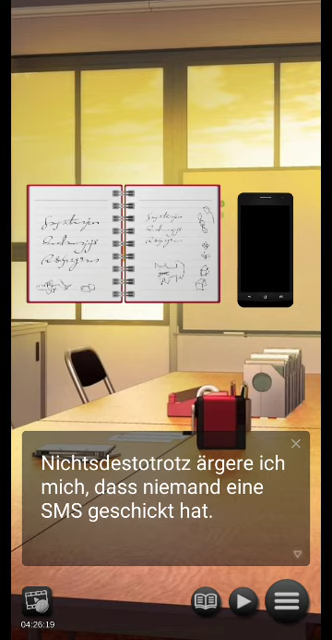 Nichtsdestotrotz ärgere ich
mich, dass niemand eine
SMS geschickt hat.
04:26:19